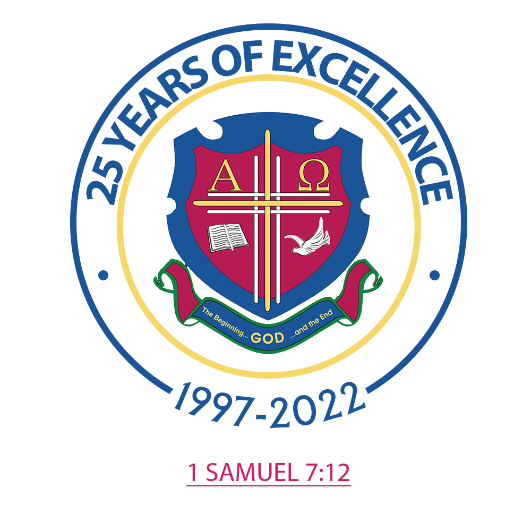 25 YEARS OF EXCELLENCE
Α Ω
The Beginning... GOD ...and the End
1997-2022
1 SAMUEL 7:12